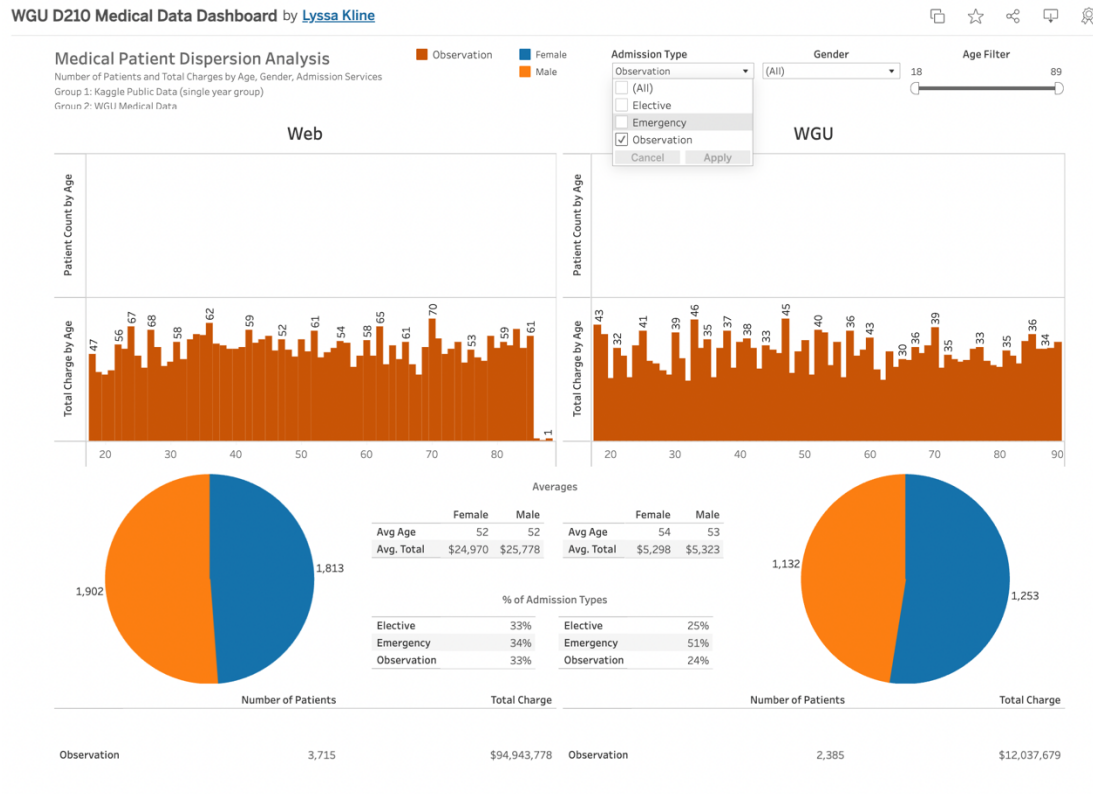 WGU D210 Medical Data Dashboard by Lyssa Kline
Medical Patient Dispersion Analysis
Number of Patients and Total Charges by Age, Gender, Admission Services
Group 1: Kaggle Public Data (single year group)
Group 2: WGU Medical Data
Observation
Female
Male
Admission Type
Observation
(All)
Elective
Emergency
Observation
Cancel Apply
Gender
(All)
Age Filter
18 89
Web
Patient Count by Age
Total Charge by Age
47 56 67 68 58 62 59 52 61 54 58 65 61 70 53 59 61 1
20 30 40 50 60 70 80
WGU
Patient Count by Age
Total Charge by Age
43 32 41 39 46 35 37 38 33 45 40 36 43 30 36 39 35 33 35 36 34
20 30 40 50 60 70 80 90
1,902
1,813
Averages
Female Male
Avg Age 52 52
Avg. Total $24,970 $25,778
Female Male
Avg Age 54 53
Avg. Total $5,298 $5,323
% of Admission Types
Elective 33%
Emergency 34%
Observation 33%
Elective 25%
Emergency 51%
Observation 24%
1,132
1,253
Number of Patients Total Charge
Observation 3,715 $94,943,778
Number of Patients Total Charge
Observation 2,385 $12,037,679